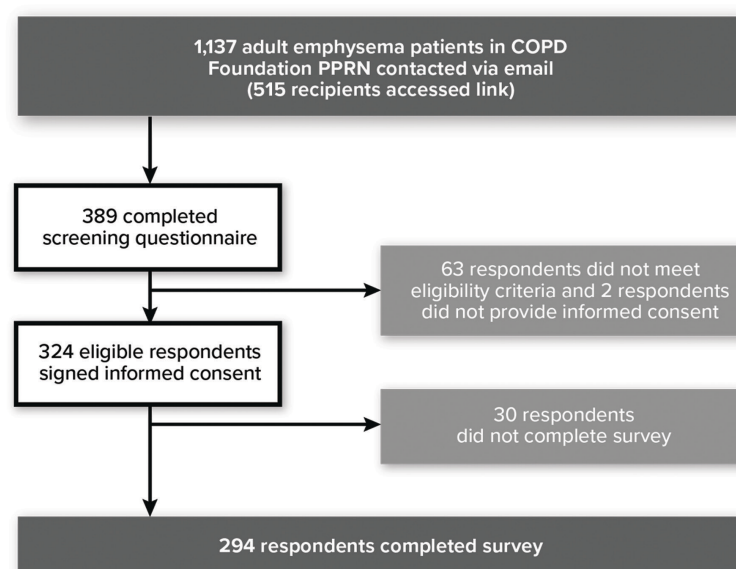 1,137 adult emphysema patients in COPD
Foundation PPRN contacted via email
(515 recipients accessed link)
389 completed
screening questionnaire
63 respondents did not meet
eligibility criteria and 2 respondents
did not provide informed consent
324 eligible respondents
signed informed consent
30 respondents
did not complete survey
294 respondents completed survey